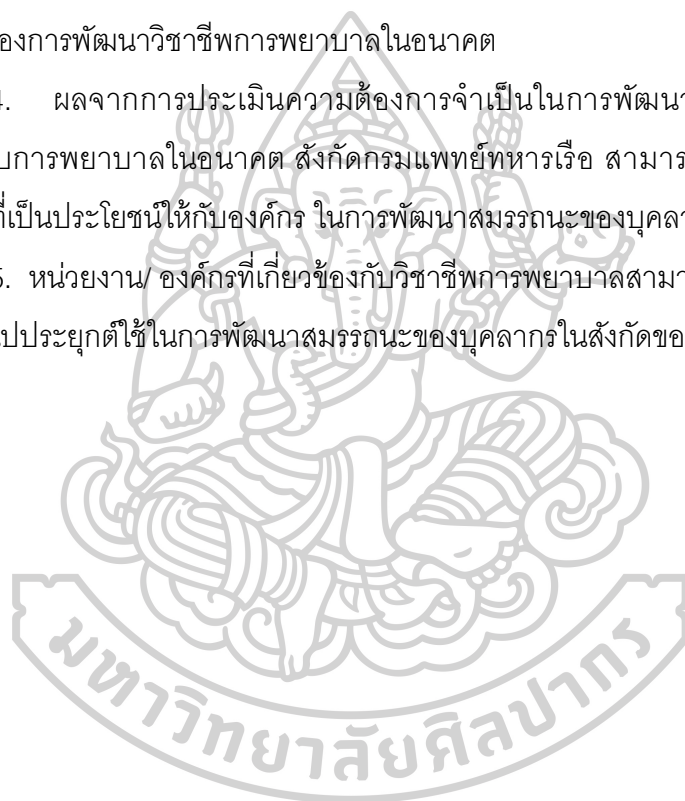 องการพัฒนาวิชาชีพการพยาบาลในอนาคต
4. ผลจากการประเมินความต้องการจำเป็นในการพัฒนา
บการพยาบาลในอนาคต สังกัดกรมแพทย์ทหารเรือ สามาร
ที่เป็นประโยชน์ให้กับองค์กร ในการพัฒนาสมรรถนะของบุคลา
5. หน่วยงาน/ องค์กรที่เกี่ยวข้องกับวิชาชีพการพยาบาลสามา
ปประยุกต์ใช้ในการพัฒนาสมรรถนะของบุคลากรในสังกัดขอ
มหาวิทยาลัยศิลปากร